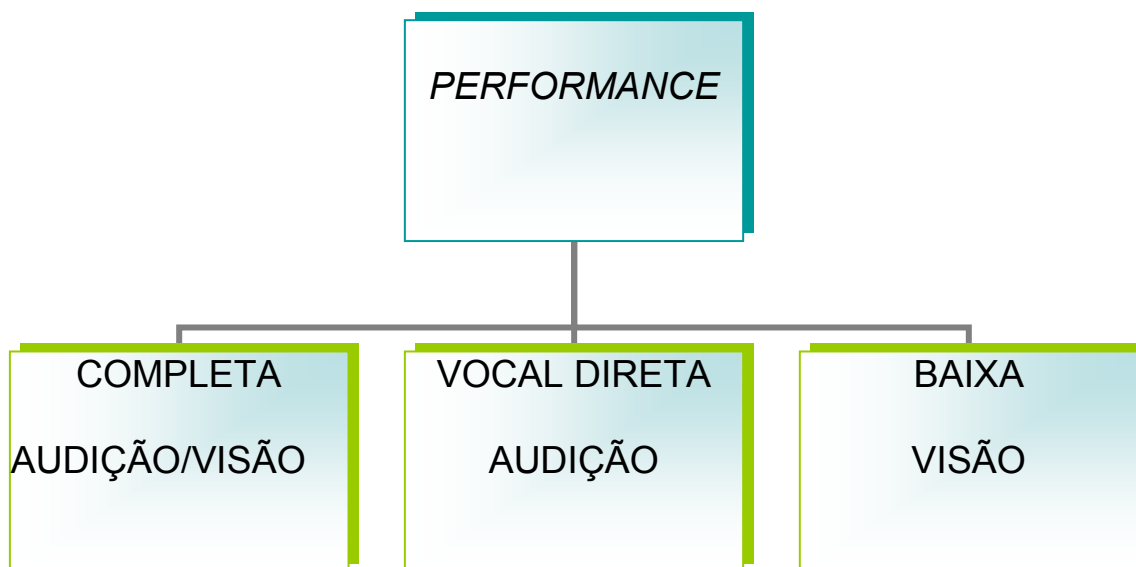 PERFORMANCE
COMPLETA
AUDIÇÃO/VISÃO
VOCAL DIRETA
AUDIÇÃO
BAIXA
VISÃO